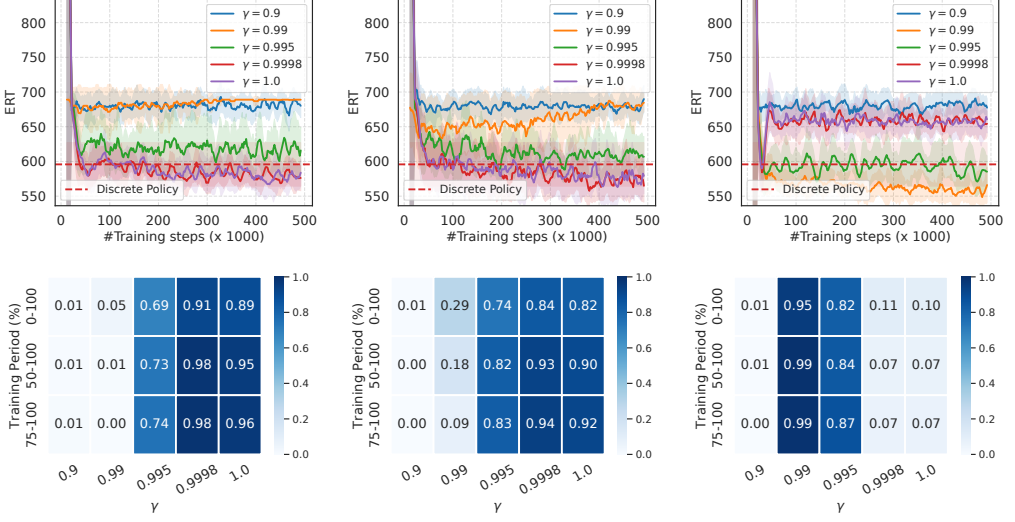 ERT
800
750
700
650
600
550
γ = 0.9
γ = 0.99
γ = 0.995
γ = 0.9998
γ = 1.0
Discrete Policy
0 100 200 300 400 500
#Training steps (x 1000)
ERT
800
750
700
650
600
550
γ = 0.9
γ = 0.99
γ = 0.995
γ = 0.9998
γ = 1.0
Discrete Policy
0 100 200 300 400 500
#Training steps (x 1000)
ERT
800
750
700
650
600
550
γ = 0.9
γ = 0.99
γ = 0.995
γ = 0.9998
γ = 1.0
Discrete Policy
0 100 200 300 400 500
#Training steps (x 1000)
Training Period (%)
0-100
0.01 0.05 0.69 0.91 0.89
50-100
0.01 0.01 0.73 0.98 0.95
75-100
0.01 0.00 0.74 0.98 0.96
0.9 0.99 0.995 0.9998 1.0
γ
1.0
0.8
0.6
0.4
0.2
0.0
Training Period (%)
0-100
0.01 0.29 0.74 0.84 0.82
50-100
0.00 0.18 0.82 0.93 0.90
75-100
0.00 0.09 0.83 0.94 0.92
0.9 0.99 0.995 0.9998 1.0
γ
1.0
0.8
0.6
0.4
0.2
0.0
Training Period (%)
0-100
0.01 0.95 0.82 0.11 0.10
50-100
0.01 0.99 0.84 0.07 0.07
75-100
0.00 0.99 0.87 0.07 0.07
0.9 0.99 0.995 0.9998 1.0
γ
1.0
0.8
0.6
0.4
0.2
0.0